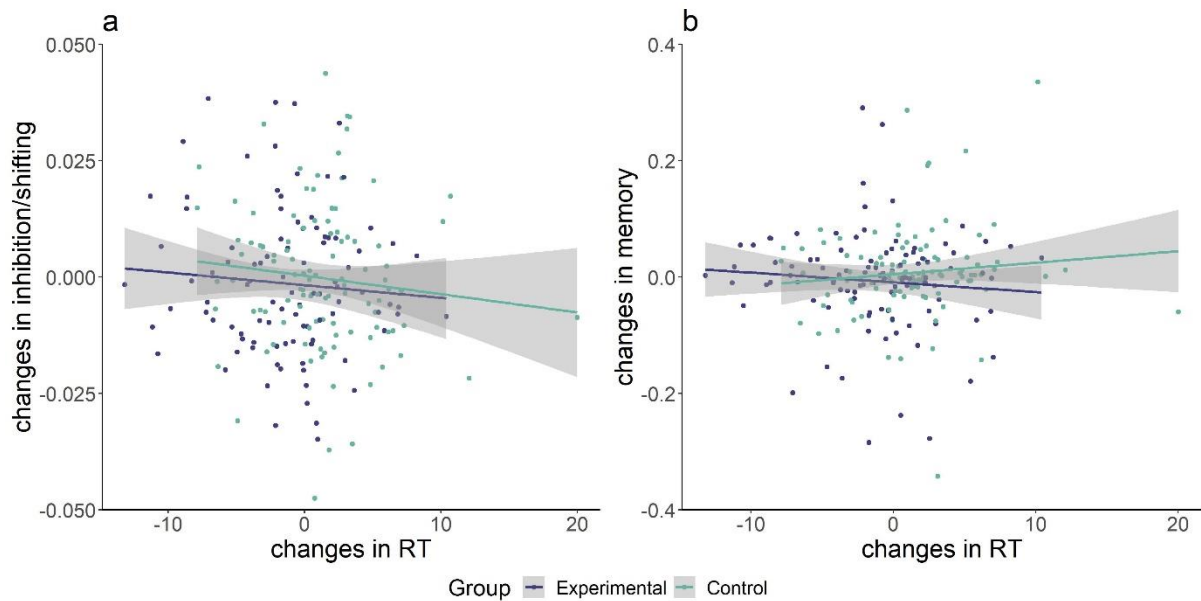 a
b
changes in inhibition/shifting
0.050
0.025
0.000
-0.025
-0.050
-10
0
10
20
changes in RT
changes in memory
0.4
0.2
0.0
-0.2
-0.4
-10
0
10
20
changes in RT
Group Experimental Control